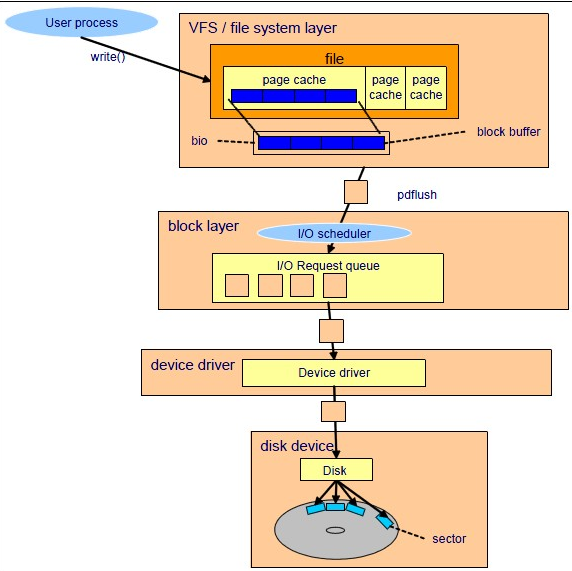 User process
write()
VFS / file system layer
file
page cache
page
cache
page
cache
bio
block buffer
pdflush
block layer
I/O scheduler
I/O Request queue
device driver
Device driver
disk device
Disk
sector